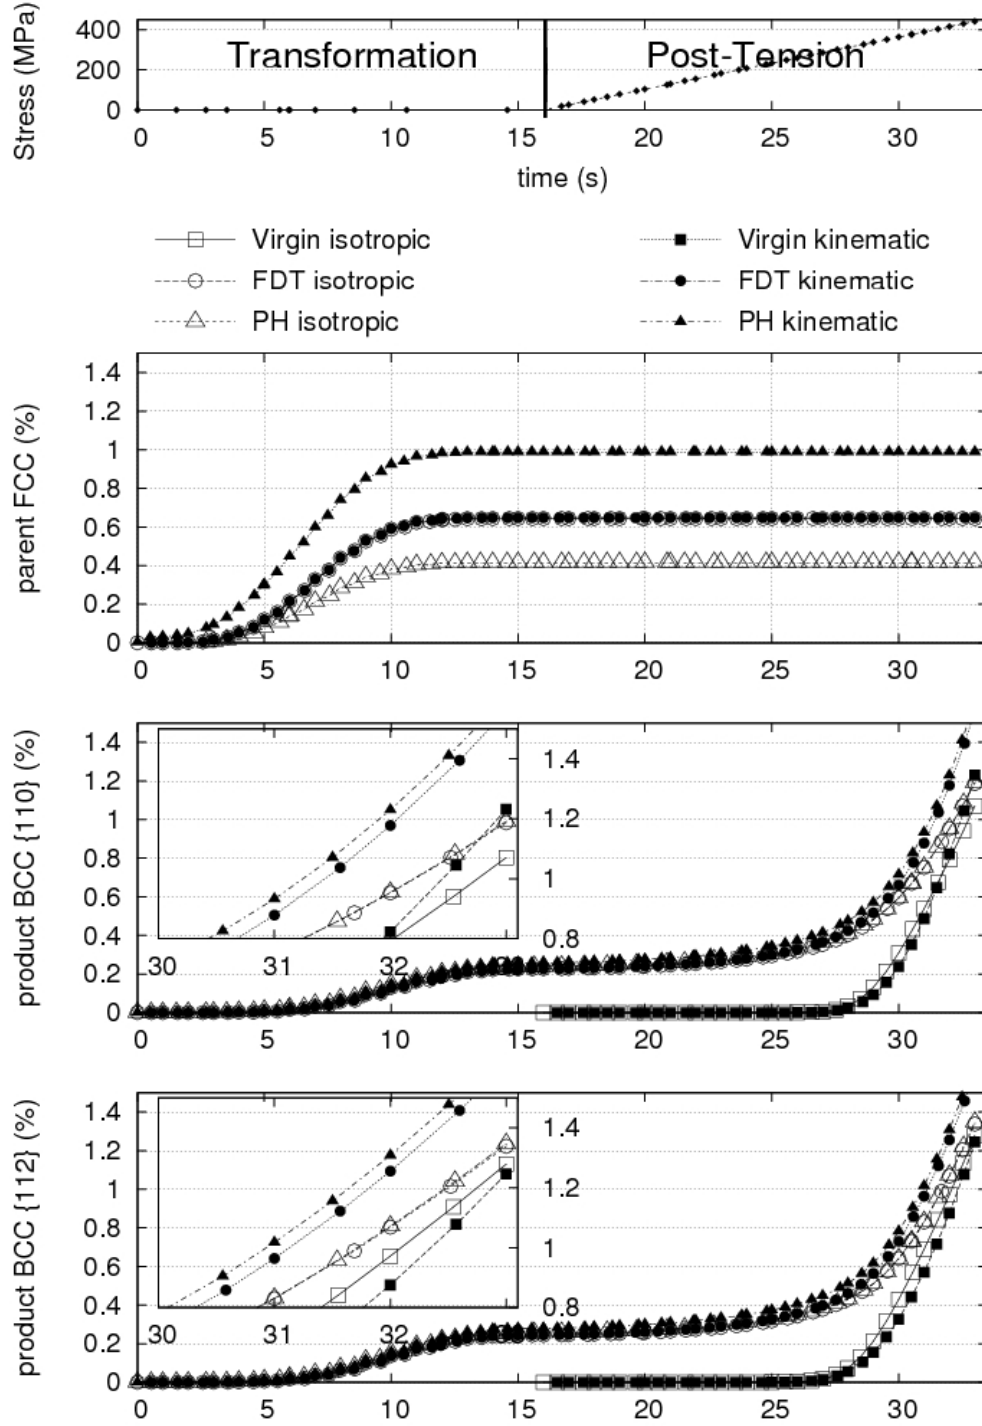 Stress (MPa)
400
200
0
Transformation
Post-Tension
0 5 10 15 20 25 30
time (s)
Virgin isotropic
Virgin kinematic
FDT isotropic
FDT kinematic
PH isotropic
PH kinematic
parent FCC (%)
1.4
1.2
1
0.8
0.6
0.4
0.2
0
0 5 10 15 20 25 30
product BCC {110} (%)
1.4
1.2
1
0.8
0.6
0.4
0.2
0
1.4
1.2
1
0.8
30 31 32
0 5 10 15 20 25 30
product BCC {112} (%)
1.4
1.2
1
0.8
0.6
0.4
0.2
0
1.4
1.2
1
0.8
30 31 32
0 5 10 15 20 25 30